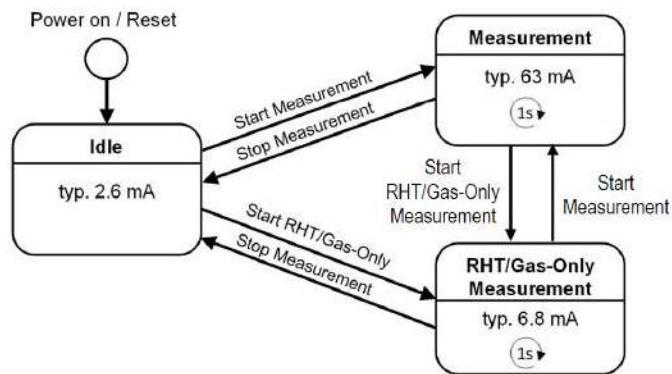 Power on / Reset
Idle
typ. 2.6 mA
Start Measurement
Stop Measurement
Start RHT/Gas-Only
Stop Measurement
Measurement
typ. 63 mA
1s
Start
RHT/Gas-Only
Measurement
Start
Measurement
RHT/Gas-Only
Measurement
typ. 6.8 mA
1s